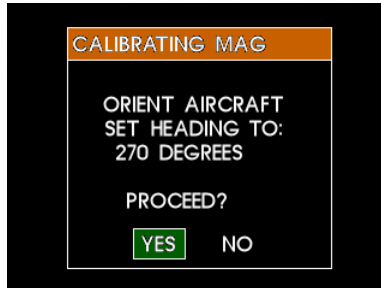 CALIBRATING MAG
ORIENT AIRCRAFT
SET HEADING TO:
270 DEGREES
PROCEED?
YES NO